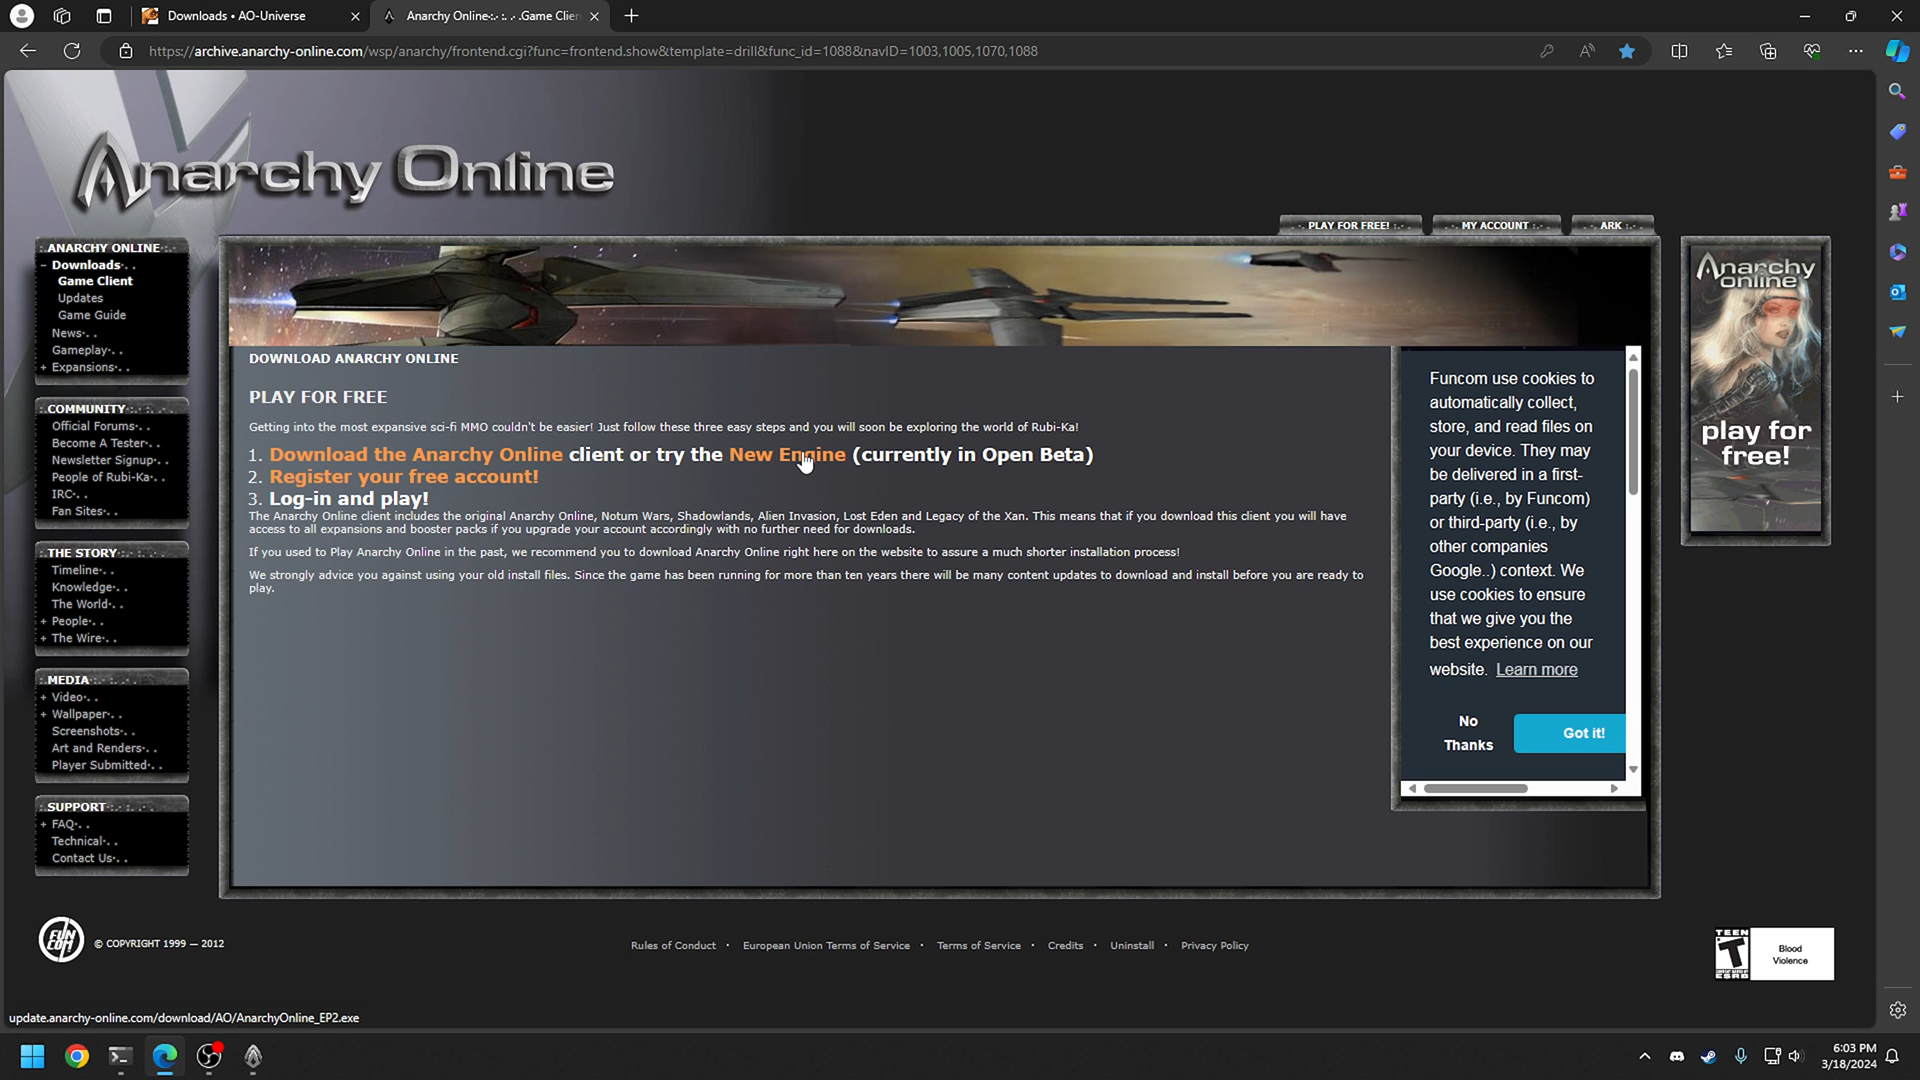 Downloads • AO-Universe
Anarchy Online:. : . .Game Clien
https://archive.anarchy-online.com/wsp/anarchy/frontend.cgi?func=frontend.show&template=drill&func_id=1088&navID=1003,1005,1070,1088
Anarchy Online
PLAY FOR FREE!
MY ACCOUNT
ARK
ANARCHY ONLINE
Downloads
Game Client
Updates
Game Guide
News
Gameplay
Expansions
COMMUNITY
Official Forums
Become A Tester
Newsletter Signup
People of Rubi-Ka
IRC
Fan Sites
THE STORY
Timeline
Knowledge
The World
People
The Wire
MEDIA
Video
Wallpaper
Screenshots
Art and Renders
Player Submitted
SUPPORT
FAQ
Technical
Contact Us
DOWNLOAD ANARCHY ONLINE
PLAY FOR FREE
Getting into the most expansive sci-fi MMO couldn't be easier! Just follow these three easy steps and you will soon be exploring the world of Rubi-Ka!
1. Download the Anarchy Online client or try the New Engine (currently in Open Beta)
2. Register your free account!
3. Log-in and play!
The Anarchy Online client includes the original Anarchy Online, Notum Wars, Shadowlands, Alien Invasion, Lost Eden and Legacy of the Xan. This means that if you download this client you will have
access to all expansions and booster packs if you upgrade your account accordingly with no further need for downloads.
If you used to Play Anarchy Online in the past, we recommend you to download Anarchy Online right here on the website to assure a much shorter installation process!
We strongly advice you against using your old install files. Since the game has been running for more than ten years there will be many content updates to download and install before you are ready to
play.
Funcom use cookies to
automatically collect,
store, and read files on
your device. They may
be delivered in a first-
party (i.e., by Funcom)
or third-party (i.e., by
other companies
Google..) context. We
use cookies to ensure
that we give you the
best experience on our
website. Learn more
No
Thanks
Got it!
Anarchy
online
play for
free!
FUN
COM
© COPYRIGHT 1999 — 2012
Rules of Conduct • European Union Terms of Service • Terms of Service • Credits • Uninstall • Privacy Policy
TEEN
T
ESRB
Blood
Violence
update.anarchy-online.com/download/AO/AnarchyOnline_EP2.exe
6:03 PM
3/18/2024